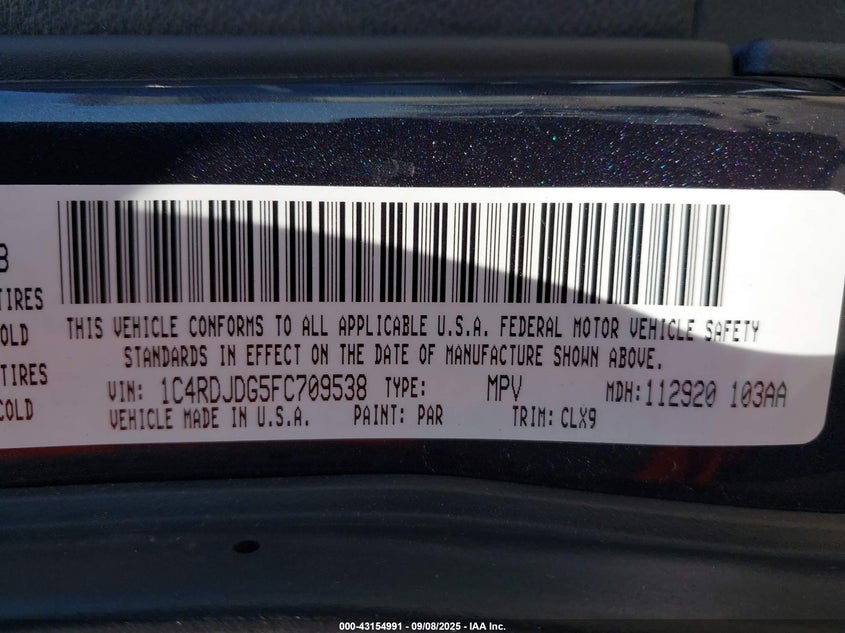 3
TIRES
THIS VEHICLE CONFORMS TO ALL APPLICABLE U.S.A. FEDERAL MOTOR VEHICLE SAFETY
COLD
STANDARDS IN EFFECT ON THE DATE OF MANUFACTURE SHOWN ABOVE.
TIRES
VIN: 1C4RDJDG5FC709538 TYPE: MPV MDH: 112920 103AA
COLD
VEHICLE MADE IN U.S.A. PAINT: PAR TRIM: CLX9
000-43154991 - 09/08/2025 - IAA Inc.